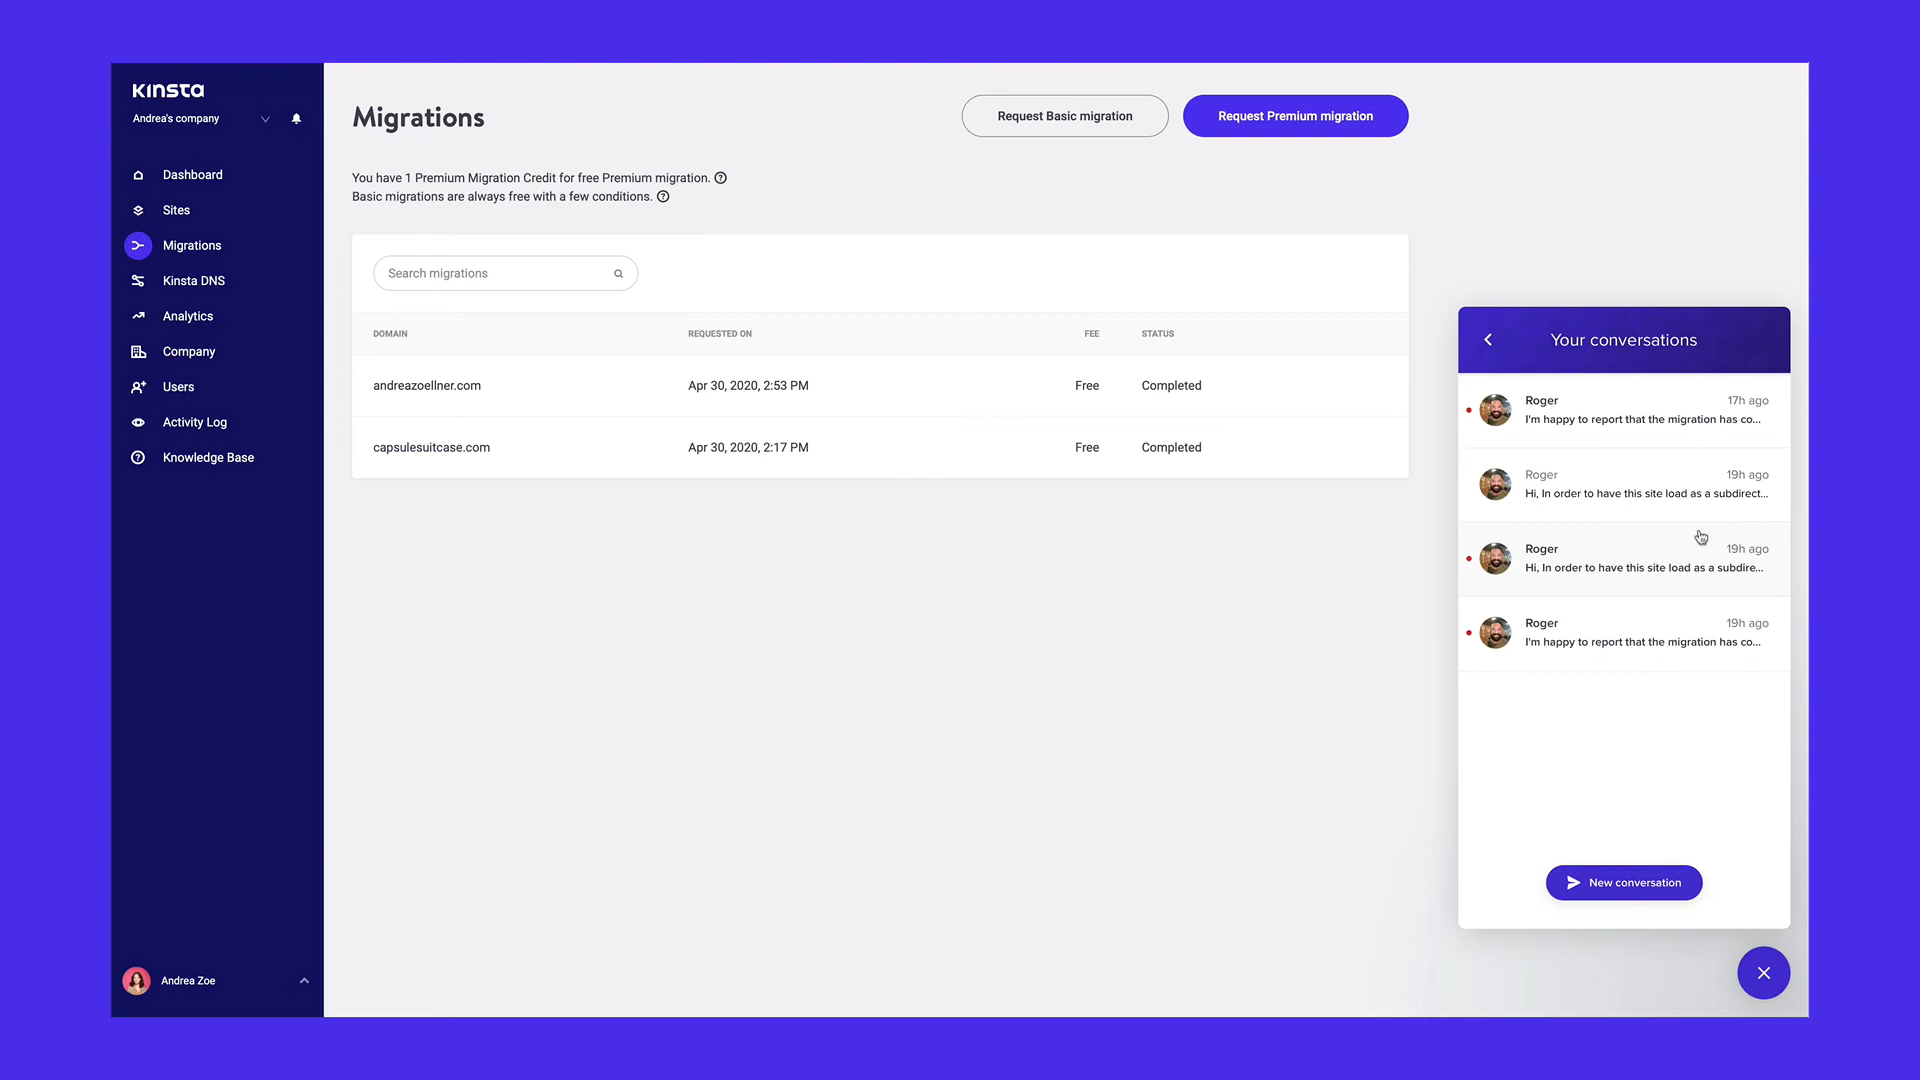 Kinsta
Andrea's company
Dashboard
Sites
Migrations
Kinsta DNS
Analytics
Company
Users
Activity Log
Knowledge Base
Andrea Zoe
Migrations
Request Basic migration
Request Premium migration
You have 1 Premium Migration Credit for free Premium migration.
Basic migrations are always free with a few conditions.
Search migrations
DOMAIN REQUESTED ON FEE STATUS
andreazoellner.com Apr 30, 2020, 2:53 PM Free Completed
capsulesuitcase.com Apr 30, 2020, 2:17 PM Free Completed
Your conversations
Roger 17h ago
I'm happy to report that the migration has co...
Roger 19h ago
Hi, In order to have this site load as a subdirect...
Roger 19h ago
Hi, In order to have this site load as a subdire...
Roger 19h ago
I'm happy to report that the migration has co...
New conversation